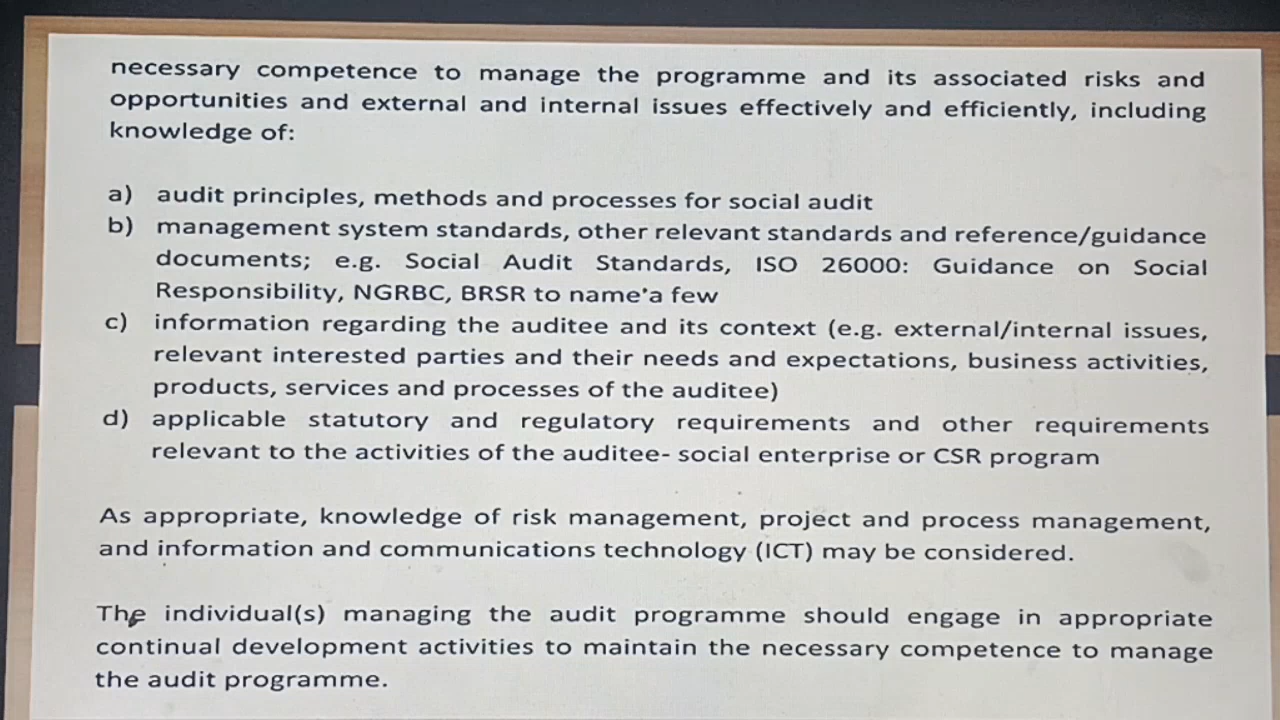 necessary competence to manage the programme and its associated risks and
opportunities and external and internal issues effectively and efficiently, including
knowledge of:
a) audit principles, methods and processes for social audit
b) management system standards, other relevant standards and reference/guidance
documents; e.g. Social Audit Standards, ISO 26000: Guidance on Social
Responsibility, NGRBC, BRSR to name'a few
c) information regarding the auditee and its context (e.g. external/internal issues,
relevant interested parties and their needs and expectations, business activities,
products, services and processes of the auditee)
d) applicable statutory and regulatory requirements and other requirements
relevant to the activities of the auditee- social enterprise or CSR program
As appropriate, knowledge of risk management, project and process management,
and information and communications technology (ICT) may be considered.
The individual(s) managing the audit programme should engage in appropriate
continual development activities to maintain the necessary competence to manage
the audit programme.